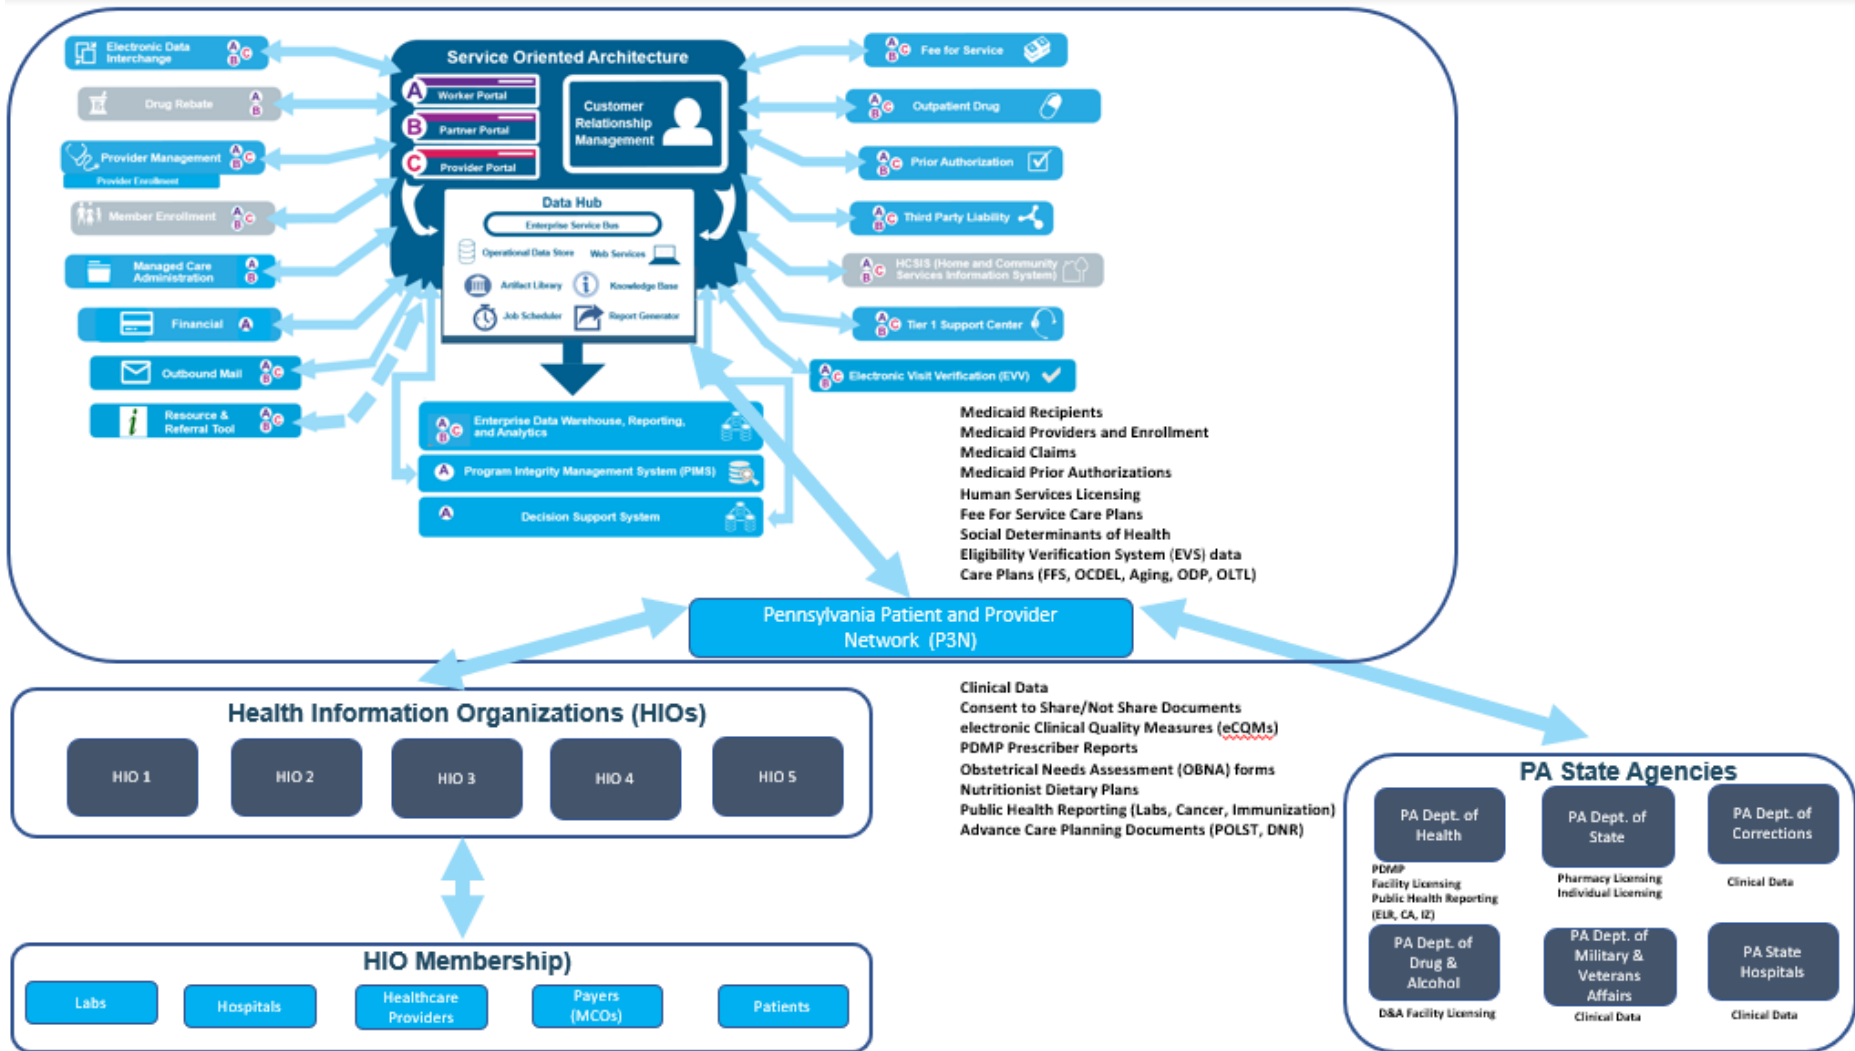 Service Oriented Architecture
A
Worker Portal
B
Partner Portal
C
Provider Portal
Customer
Relationship
Management
Data Hub
Enterprise Service Bus
Operational Data Store
Web Services
Artifact Library
Knowledge Base
Job Scheduler
Report Generator
Electronic Data
Interchange
A
B
C
Drug Rebate
A
B
Provider Management
A
B
C
Provider Enrollment
Member Enrollment
A
B
C
Managed Care
Administration
A
B
Financial
A
Outbound Mail
A
B
C
i
Resource &
Referral Tool
A
B
C
A
B
C
Fee for Service
A
B
C
Outpatient Drug
A
B
C
Prior Authorization
A
B
C
Third Party Liability
A
B
C
HCSIS (Home and Community
Services Information System)
A
B
C
Tier 1 Support Center
A
B
C
Electronic Visit Verification (EVV)
A
B
C
Enterprise Data Warehouse, Reporting,
and Analytics
A
Program Integrity Management System (PIMS)
A
Decision Support System
Medicaid Recipients
Medicaid Providers and Enrollment
Medicaid Claims
Medicaid Prior Authorizations
Human Services Licensing
Fee For Service Care Plans
Social Determinants of Health
Eligibility Verification System (EVS) data
Care Plans (FFS, OCDEL, Aging, ODP, OLTL)
Pennsylvania Patient and Provider
Network (P3N)
Clinical Data
Consent to Share/Not Share Documents
electronic Clinical Quality Measures (eCQMs)
PDMP Prescriber Reports
Obstetrical Needs Assessment (OBNA) forms
Nutritionist Dietary Plans
Public Health Reporting (Labs, Cancer, Immunization)
Advance Care Planning Documents (POLST, DNR)
Health Information Organizations (HIOs)
HIO 1
HIO 2
HIO 3
HIO 4
HIO 5
HIO Membership)
Labs
Hospitals
Healthcare
Providers
Payers
(MCOs)
Patients
PA State Agencies
PA Dept. of
Health
PDMP
Facility Licensing
Public Health Reporting
(ELR, CA, IZ)
PA Dept. of
State
Pharmacy Licensing
Individual Licensing
PA Dept. of
Corrections
Clinical Data
PA Dept. of
Drug &
Alcohol
D&A Facility Licensing
PA Dept. of
Military &
Veterans
Affairs
Clinical Data
PA State
Hospitals
Clinical Data